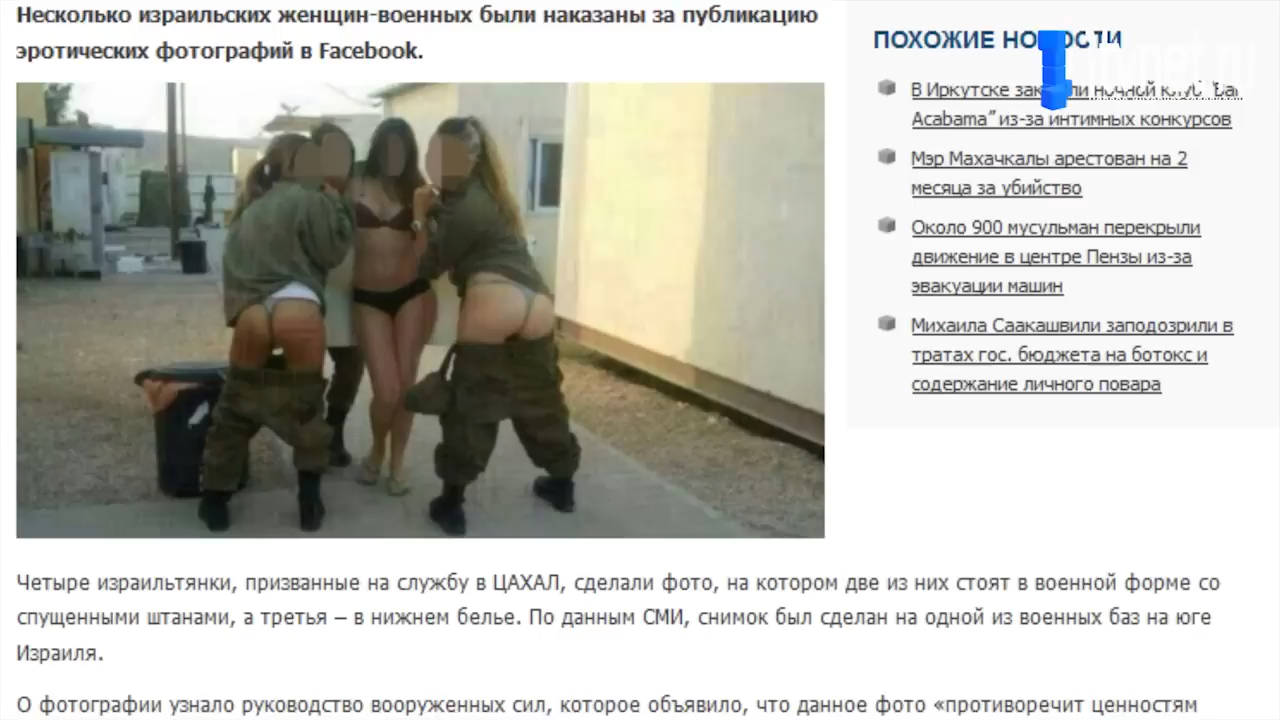 Несколько израильских женщин-военных были наказаны за публикацию
эротических фотографий в Facebook.
ПОХОЖИЕ НОВОСТИ
В Иркутске закрыли ночной клуб
Acabama” из-за интимных конкурсов
Мэр Махачкалы арестован на 2
месяца за убийство
Около 900 мусульман перекрыли
движение в центре Пензы из-за
эвакуации машин
Михаила Саакашвили заподозрили в
тратах гос. бюджета на ботокс и
содержание личного повара
Четыре израильтянки, призванные на службу в ЦАХАЛ, сделали фото, на котором две из них стоят в военной форме со
спущенными штанами, а третья – в нижнем белье. По данным СМИ, снимок был сделан на одной из военных баз на юге
Израиля.
О фотографии узнало руководство вооруженных сил, которое объявило, что данное фото «противоречит ценностям